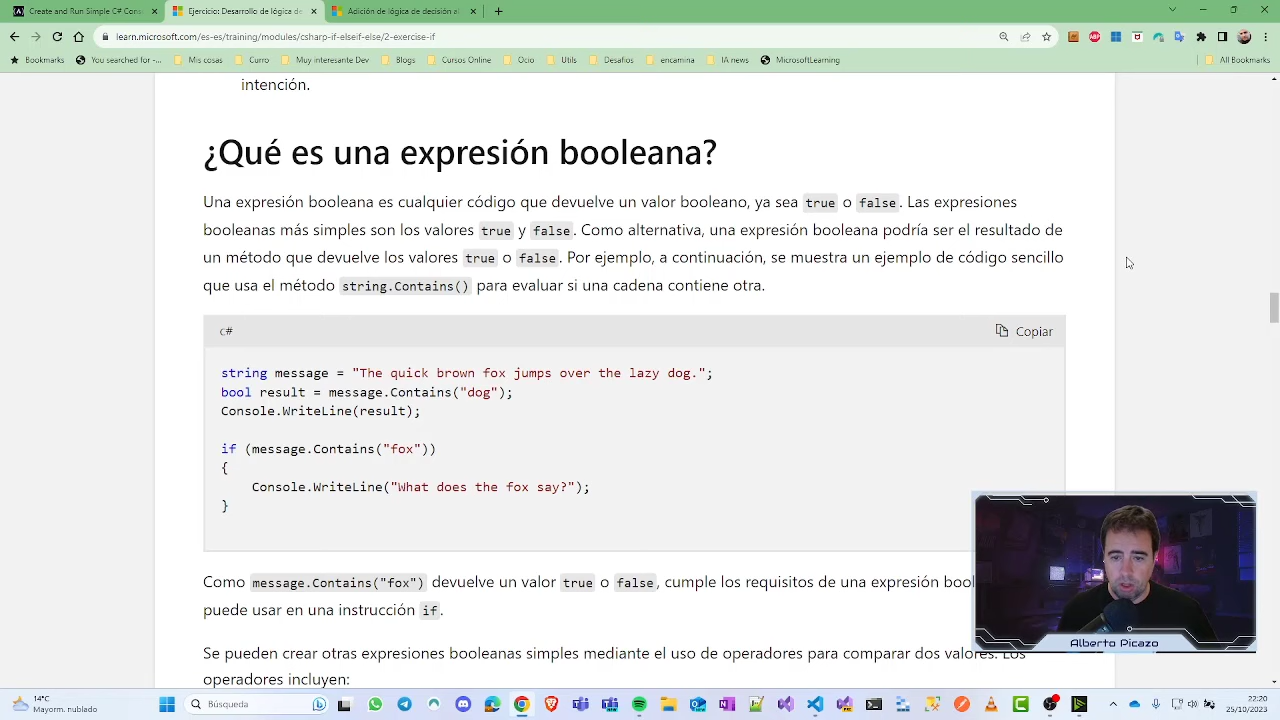 Create and Run Simple C# Cons
Ejercicio: Desarrollo de lógica de
Adición de lógica de decisión al
learn.microsoft.com/es-es/training/modules/csharp-if-elseif-else/2-exercise-if
Bookmarks
You searched for -...
Mis cosas
Curro
Muy interesante Dev
Blogs
Cursos Online
Ocio
Utils
Desafios
encamina
IA news
MicrosoftLearning
All Bookmarks
intención.
¿Qué es una expresión booleana?
Una expresión booleana es cualquier código que devuelve un valor booleano, ya sea true o false. Las expresiones
booleanas más simples son los valores true y false. Como alternativa, una expresión booleana podría ser el resultado de
un método que devuelve los valores true o false. Por ejemplo, a continuación, se muestra un ejemplo de código sencillo
que usa el método string.Contains() para evaluar si una cadena contiene otra.
C#
Copiar
string message = "The quick brown fox jumps over the lazy dog.";
bool result = message.Contains("dog");
Console.WriteLine(result);
if (message.Contains("fox"))
{
Console.WriteLine("What does the fox say?");
}
Como message.Contains("fox") devuelve un valor true o false, cumple los requisitos de una expresión bool
puede usar en una instrucción if.
Se pueden crear otras expresiones booleanas simples mediante el uso de operadores para comparar dos valores. Los
operadores incluyen:
Alberto Picazo
14°C
Mayorm. nublado
Búsqueda
22:20
25/10/2023